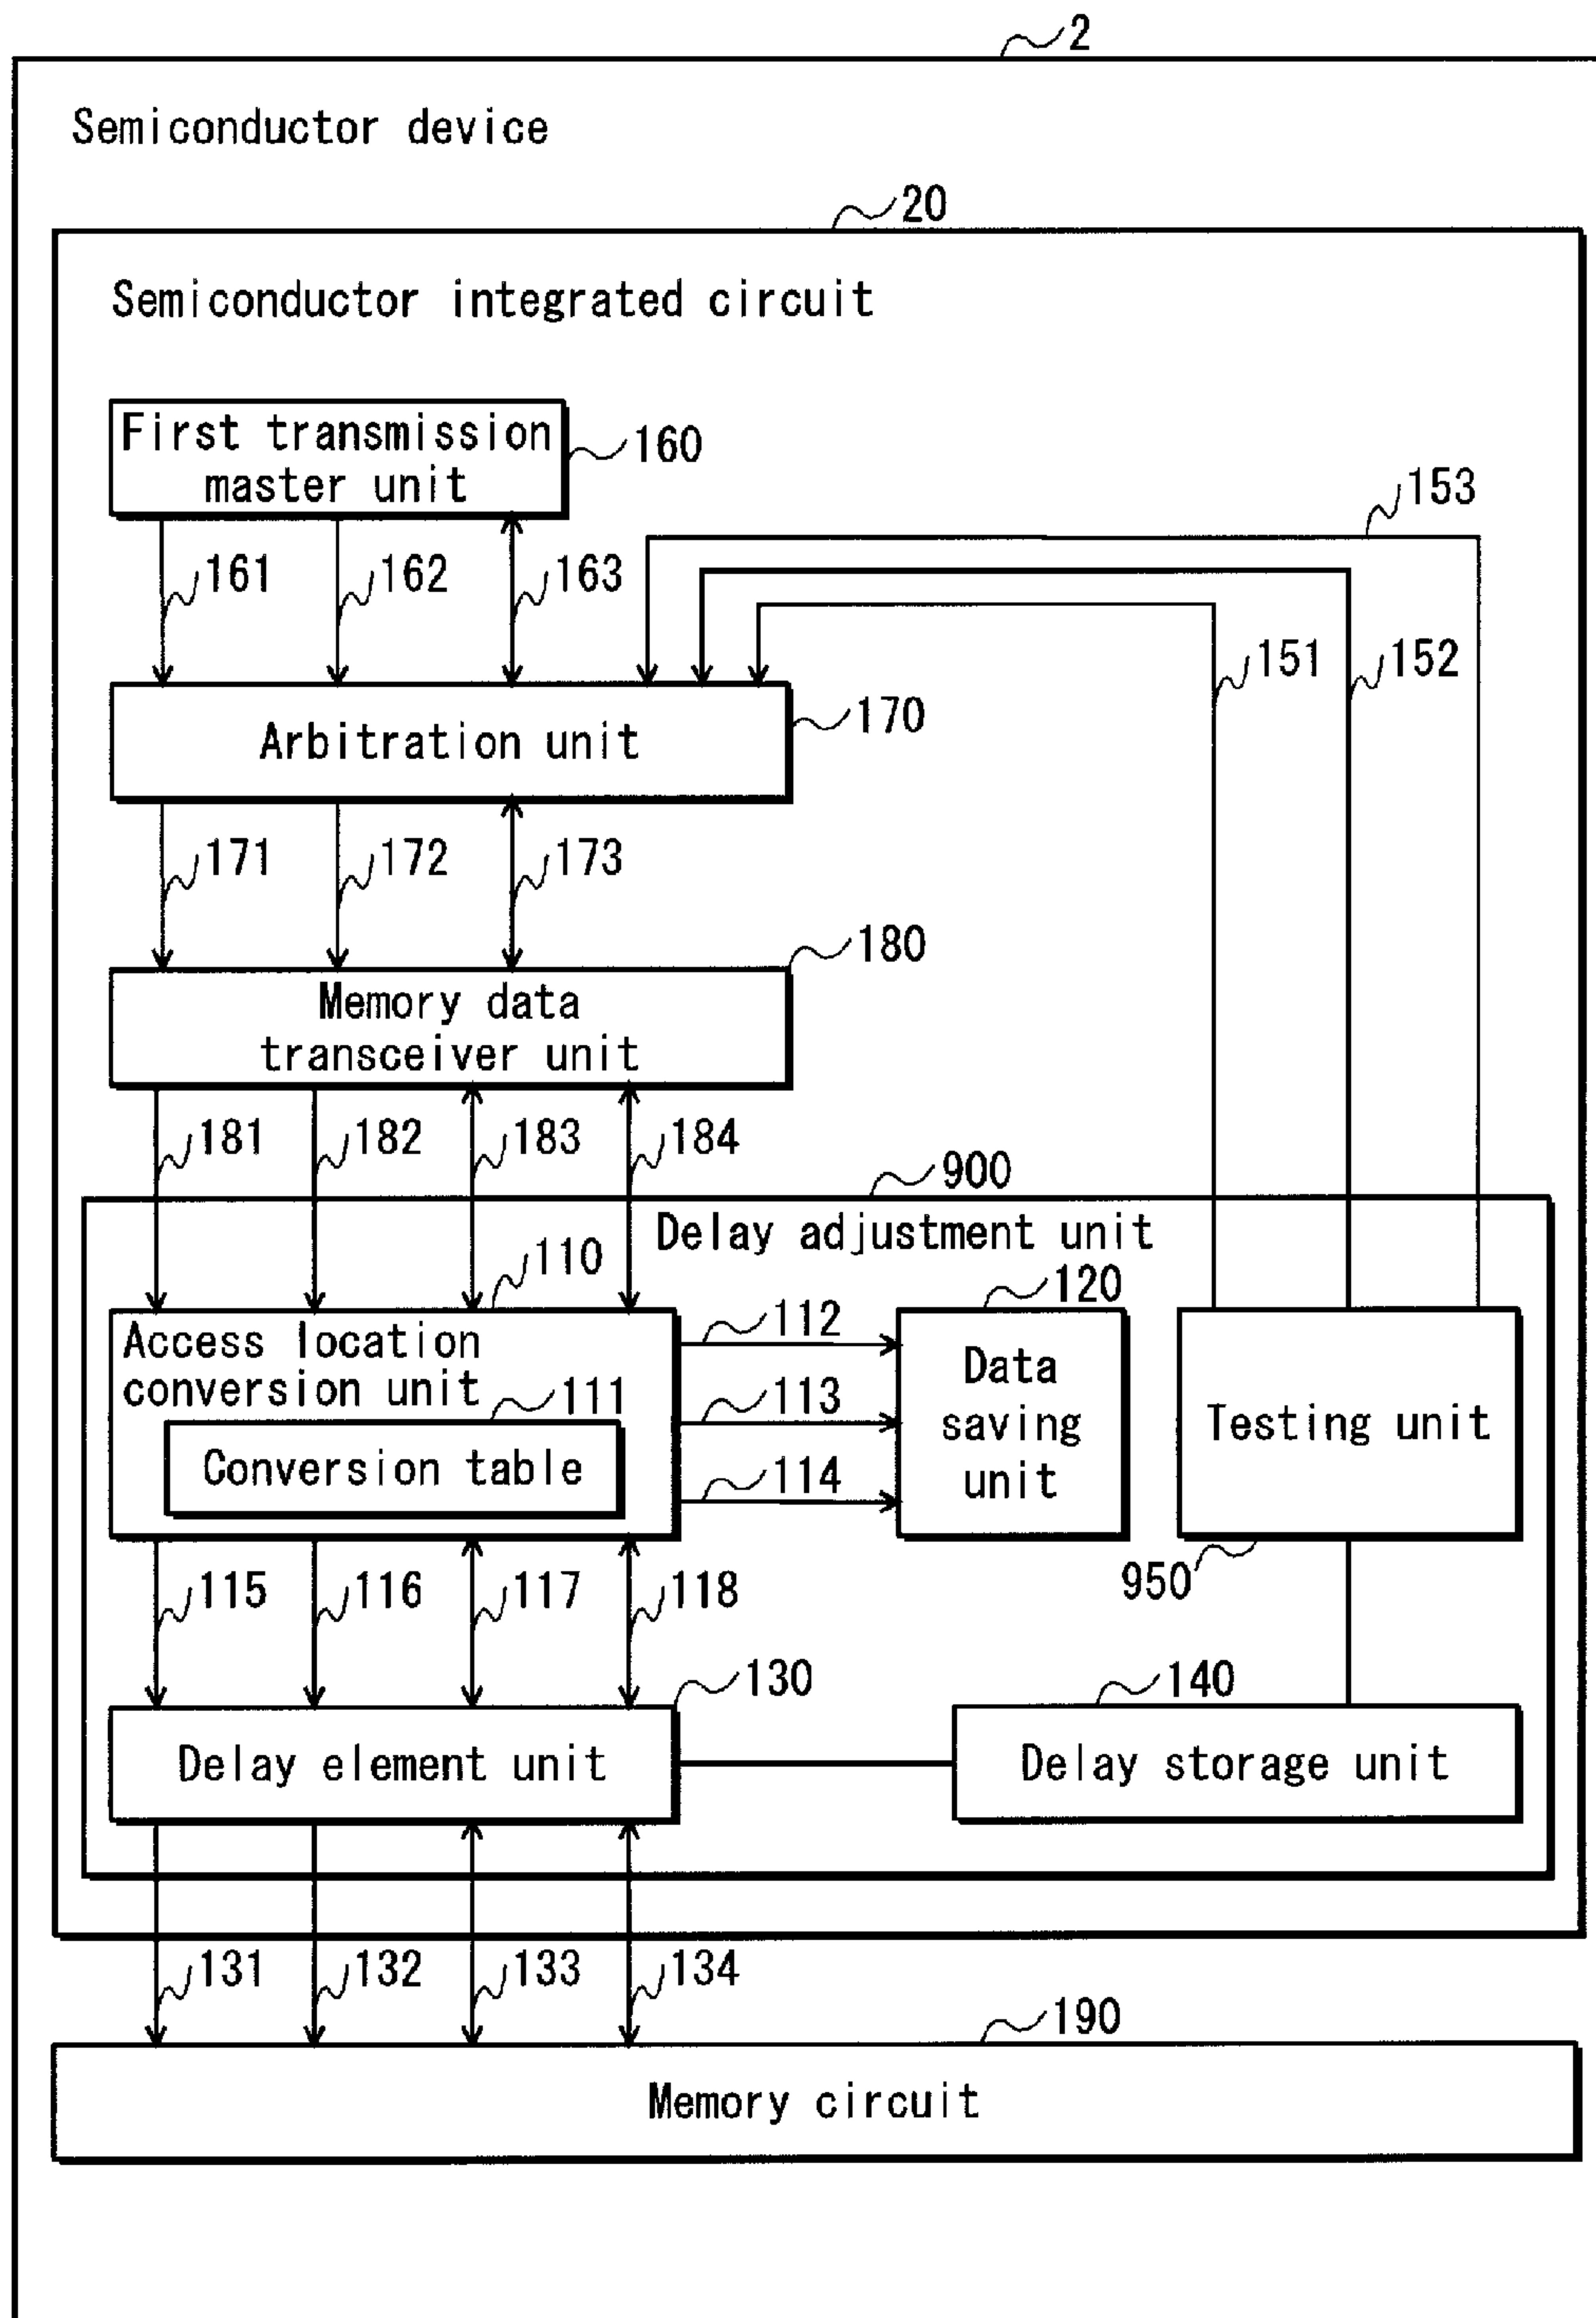 2
Semiconductor device
20
Semiconductor integrated circuit
First transmission
master unit
160
153
161
162
163
151
152
Arbitration unit
170
171
172
173
180
Memory data
transceiver unit
181
182
183
184
900
Delay adjustment unit
110
120
Access location
conversion unit
111
Conversion table
112
113
114
Data
saving
unit
Testing unit
950
115
116
117
118
130
140
Delay element unit
Delay storage unit
131
132
133
134
190
Memory circuit